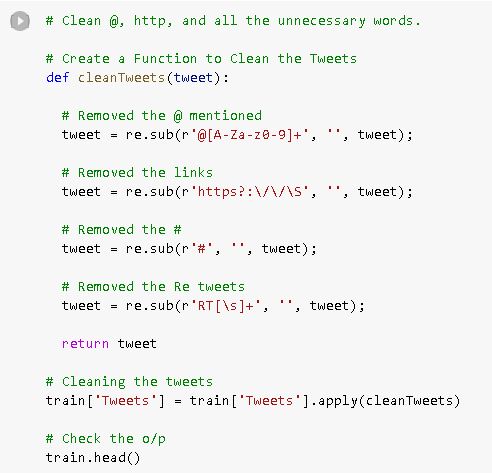 # Clean @, http, and all the unnecessary words.
# Create a Function to Clean the Tweets
def cleanTweets(tweet):
# Removed the @ mentioned
tweet = re.sub(r'@[A-Za-z0-9]+', '', tweet);
# Removed the links
tweet = re.sub(r'https?:\/\/\S', '', tweet);
# Removed the #
tweet = re.sub(r'#', '', tweet);
# Removed the Re tweets
tweet = re.sub(r'RT[\s]+', '', tweet);
return tweet
# Cleaning the tweets
train['Tweets'] = train['Tweets'].apply(cleanTweets)
# Check the o/p
train.head()